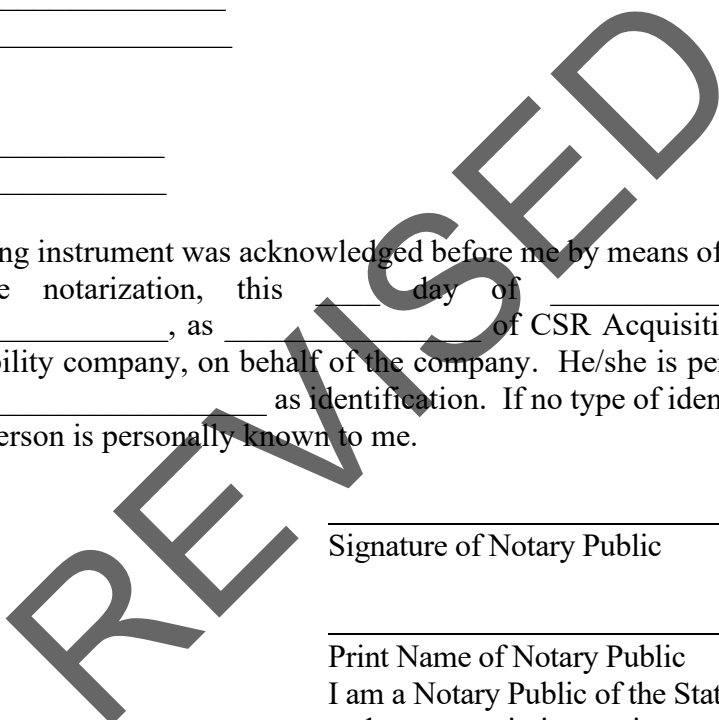 ng instrument was acknowledged before me by means of
e notarization, this ____ day of ___________
___________, as ________________ of CSR Acquisiti
bility company, on behalf of the company. He/she is per
_________________ as identification. If no type of iden
erson is personally known to me.
Signature of Notary Public
Print Name of Notary Public
I am a Notary Public of the Stat
REVISED